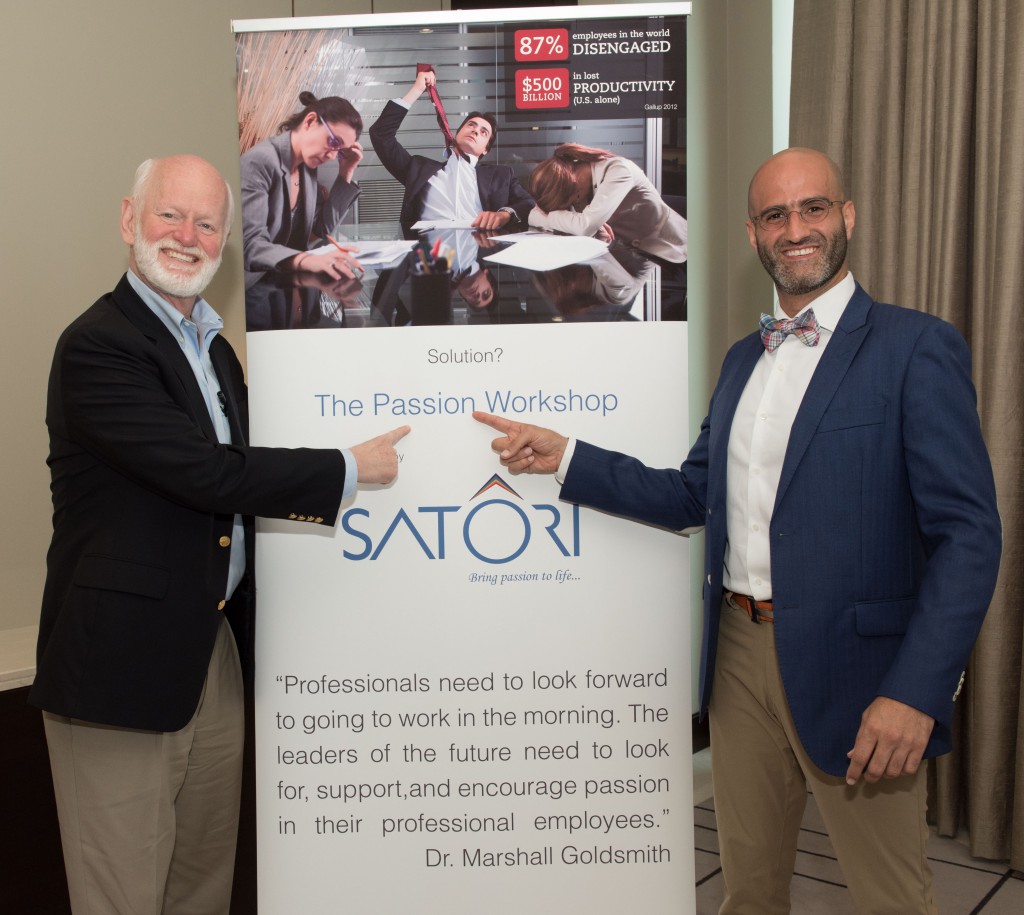 87% employees in the world
DISENGAGED
$500
BILLION
in lost
PRODUCTIVITY
(U.S. alone)
Gallup 2012
Solution?
The Passion Workshop
SATÔRI
Bring passion to life...
“Professionals need to look forward
to going to work in the morning. The
leaders of the future need to look
for, support,and encourage passion
in their professional employees.”
Dr. Marshall Goldsmith